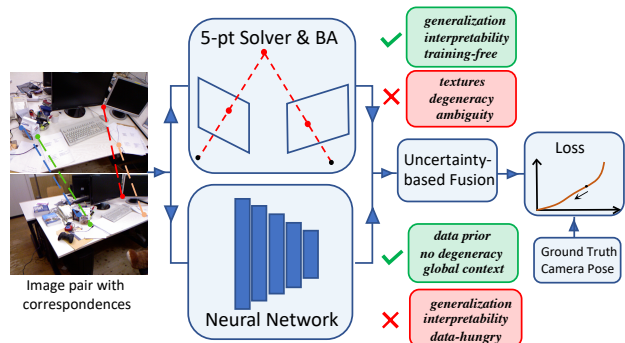 5-pt Solver & BA
generalization
interpretability
training-free
textures
degeneracy
ambiguity
Image pair with
correspondences
Uncertainty-
based Fusion
Loss
Neural Network
data prior
no degeneracy
global context
generalization
interpretability
data-hungry
Ground Truth
Camera Pose